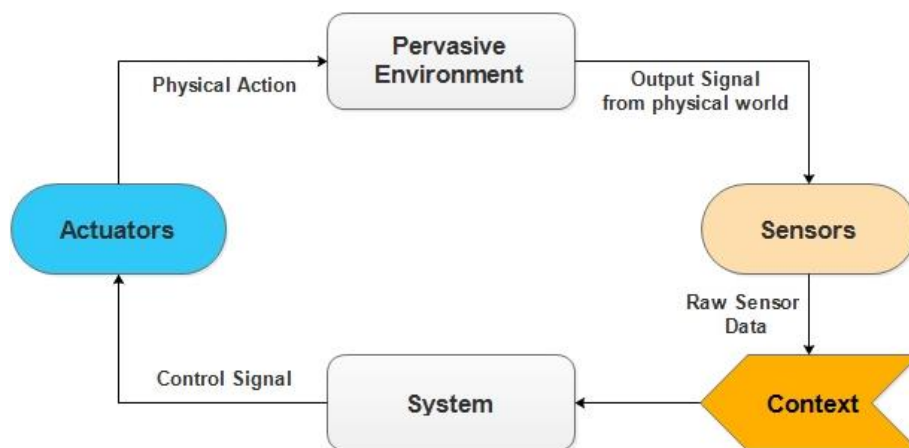 Pervasive
Environment
Physical Action
Output Signal
from physical world
Actuators
Sensors
Raw Sensor
Data
Control Signal
System
Context